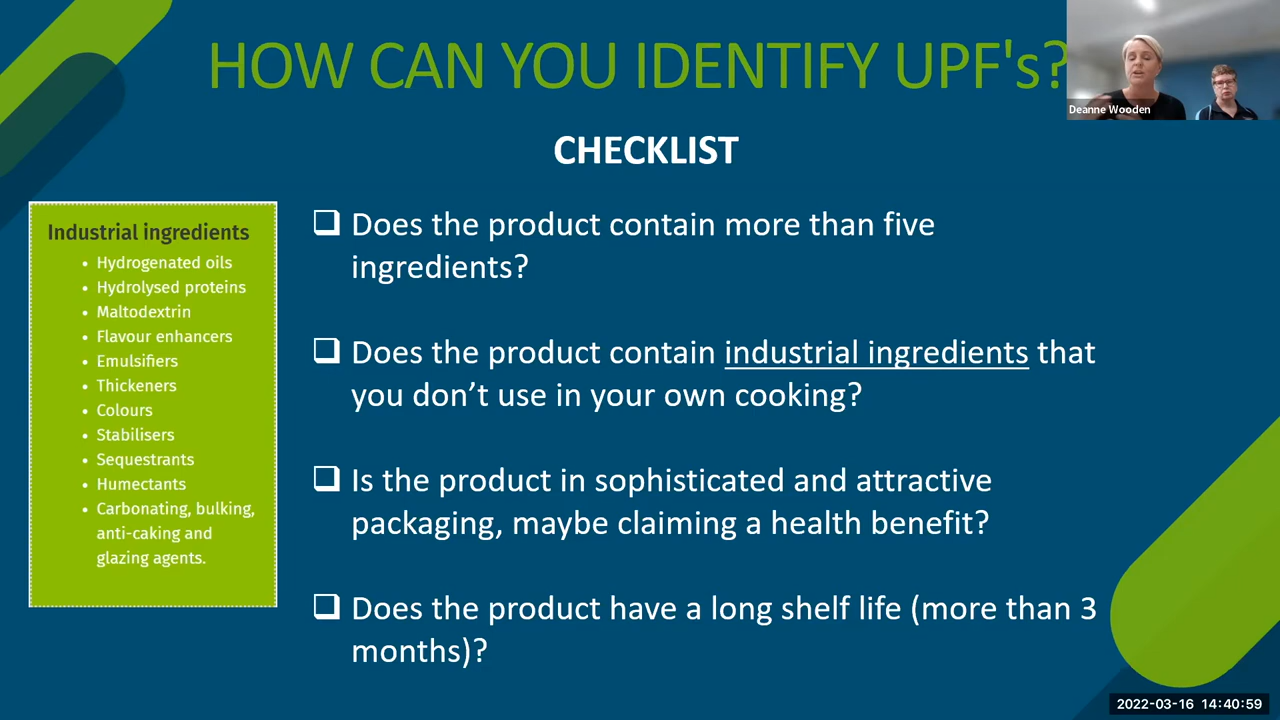 HOW CAN YOU IDENTIFY UPF's?
Deanne Wooden
CHECKLIST
Industrial ingredients
• Hydrogenated oils
• Hydrolysed proteins
• Maltodextrin
• Flavour enhancers
• Emulsifiers
• Thickeners
• Colours
• Stabilisers
• Sequestrants
• Humectants
• Carbonating, bulking,
anti-caking and
glazing agents.
❑ Does the product contain more than five
ingredients?
❑ Does the product contain industrial ingredients that
you don’t use in your own cooking?
❑ Is the product in sophisticated and attractive
packaging, maybe claiming a health benefit?
❑ Does the product have a long shelf life (more than 3
months)?
2022-03-16 14:40:59